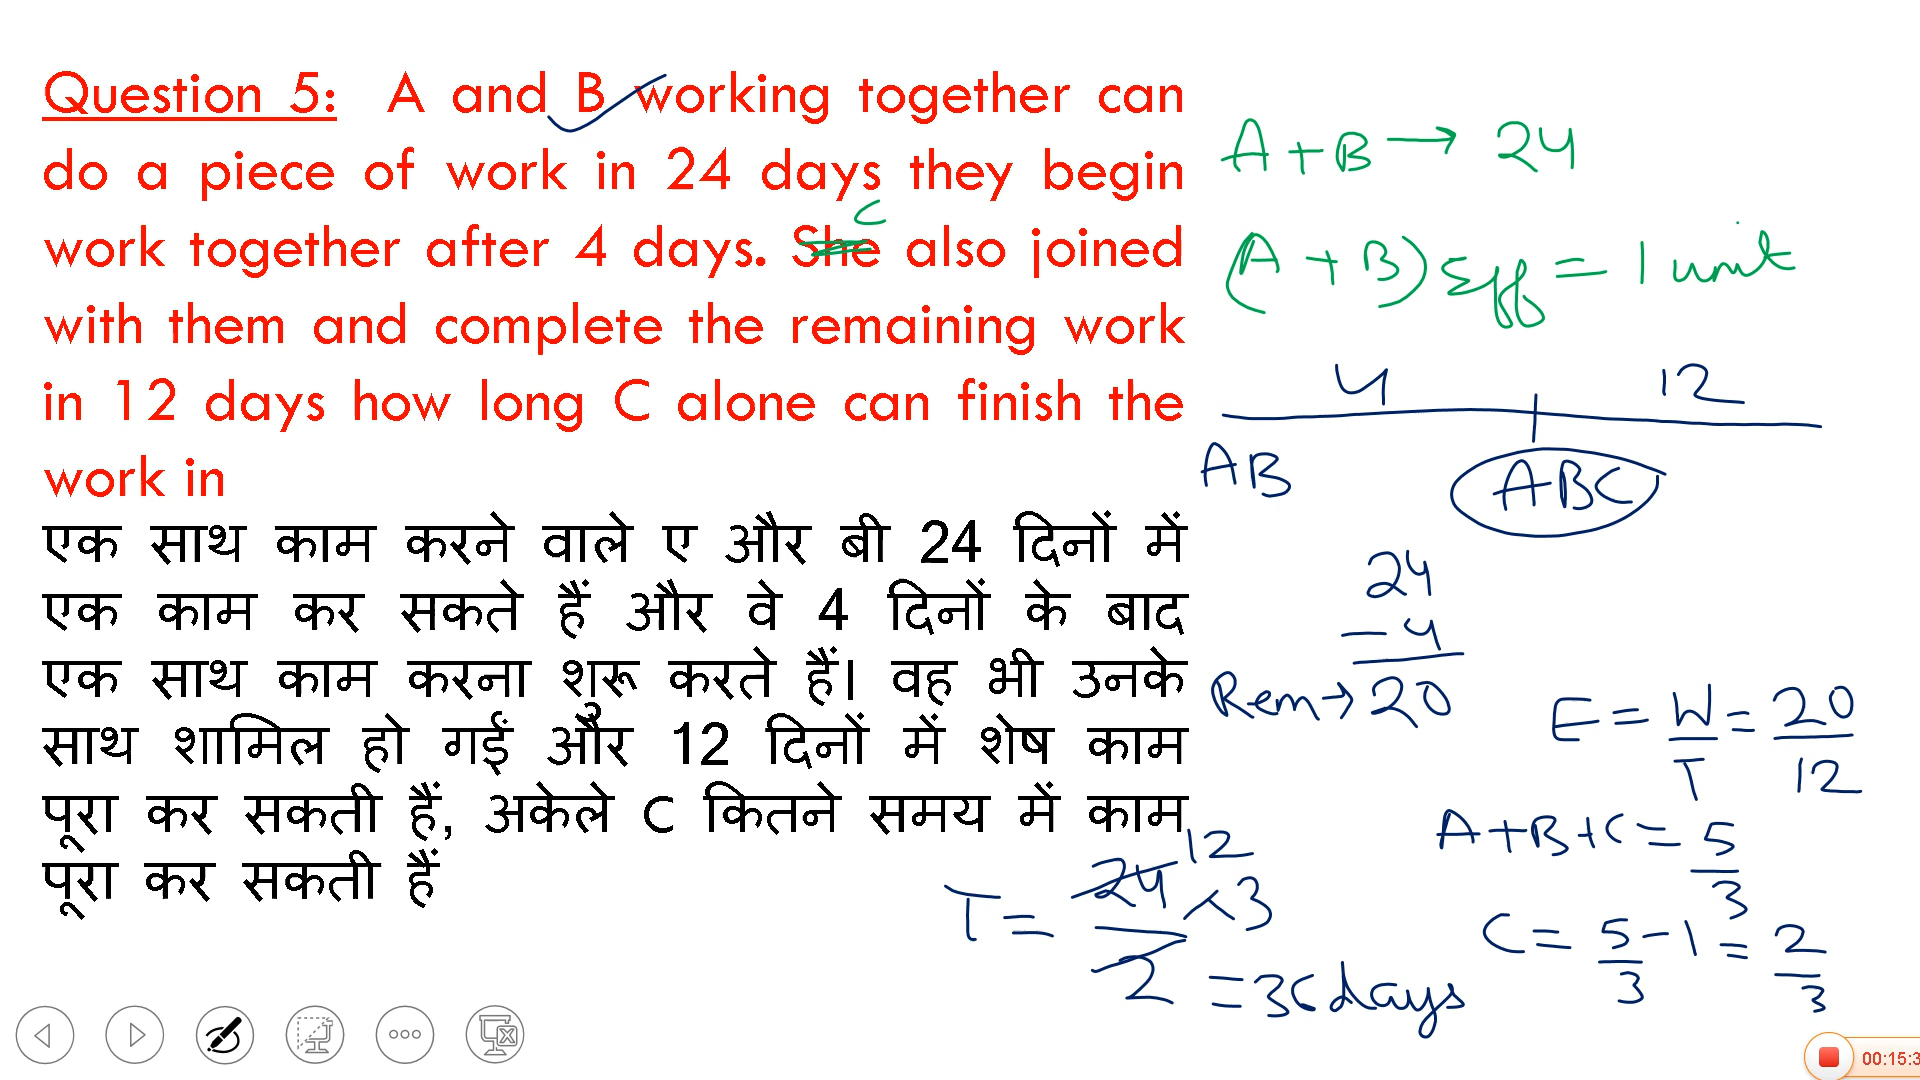 Question 5: A and B working together can
do a piece of work in 24 days they begin
C
work together after 4 days. She also joined
with them and complete the remaining work
in 12 days how long C alone can finish the
work in
एक साथ काम करने वाले ए और बी 24 दिनों में
एक काम कर सकते हैं और वे 4 दिनों के बाद
एक साथ काम करना शुरू करते हैं। वह भी उनके
साथ शामिल हो गईं और 12 दिनों में शेष काम
पूरा कर सकती हैं, अकेले C कितने समय में काम
पूरा कर सकती हैं
A+B → 24
(A+B) Eff = 1 unit
4 12
AB ABC
24
-4
Rem → 20
E = W/T = 20/12
A+B+C = 5/3
C = 5/3 - 1 = 2/3
12
T = 24/2 ×3
= 36 days
00:15:3